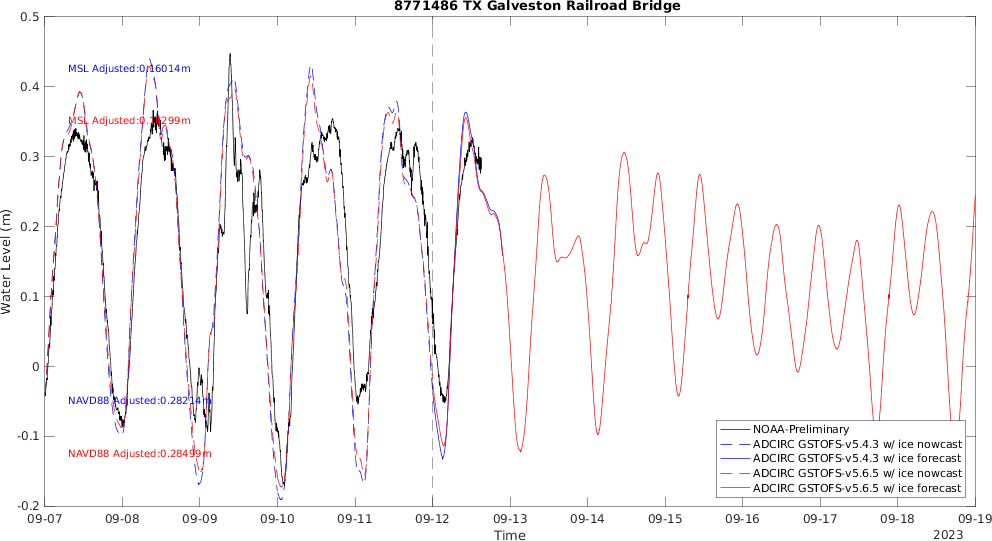 8771486 TX Galveston Railroad Bridge
Water Level (m)
0.5
0.4
0.3
0.2
0.1
0
-0.1
-0.2
MSL Adjusted:0.16014m
NAVD88 Adjusted:0.28214m
NAVD88 Adjusted:0.28499m
NOAA-Preliminary
ADCIRC GSTOFS-v5.4.3 w/ ice nowcast
ADCIRC GSTOFS-v5.4.3 w/ ice forecast
ADCIRC GSTOFS-v5.6.5 w/ ice nowcast
ADCIRC GSTOFS-v5.6.5 w/ ice forecast
09-07 09-08 09-09 09-10 09-11 09-12 09-13 09-14 09-15 09-16 09-17 09-18 09-19
Time
2023